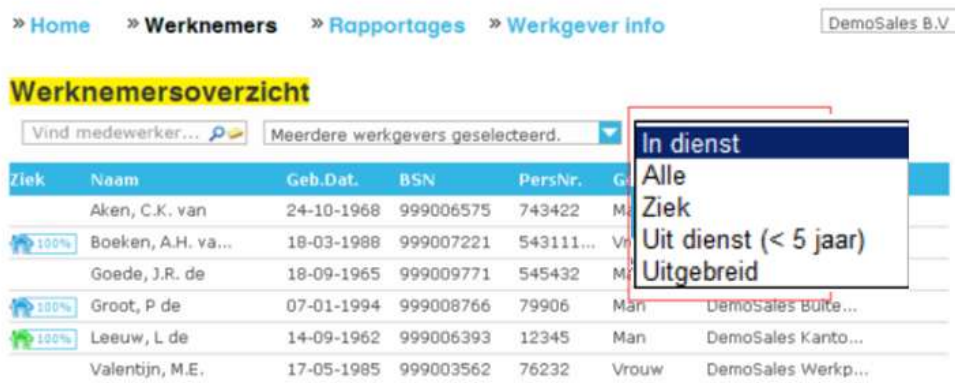 » Home » Werknemers » Rapportages » Werkgever info DemoSales B.V
Werknemersoverzicht
Vind medewerker... Meerdere werkgevers geselecteerd.
In dienst
Alle
Ziek
Uit dienst (< 5 jaar)
Uitgebreid
Ziek Naam Geb.Dat. BSN PersNr.
Aken, C.K. van 24-10-1968 999006575 743422
100% Boeken, A.H. va... 18-03-1988 999007221 543111...
Goede, J.R. de 18-09-1965 999009771 545432
100% Groot, P de 07-01-1994 999008766 79906 Man DemoSales Buite...
100% Leeuw, L de 14-09-1962 999006393 12345 Man DemoSales Kanto...
Valentijn, M.E. 17-05-1985 999003562 76232 Vrouw DemoSales Werkp...